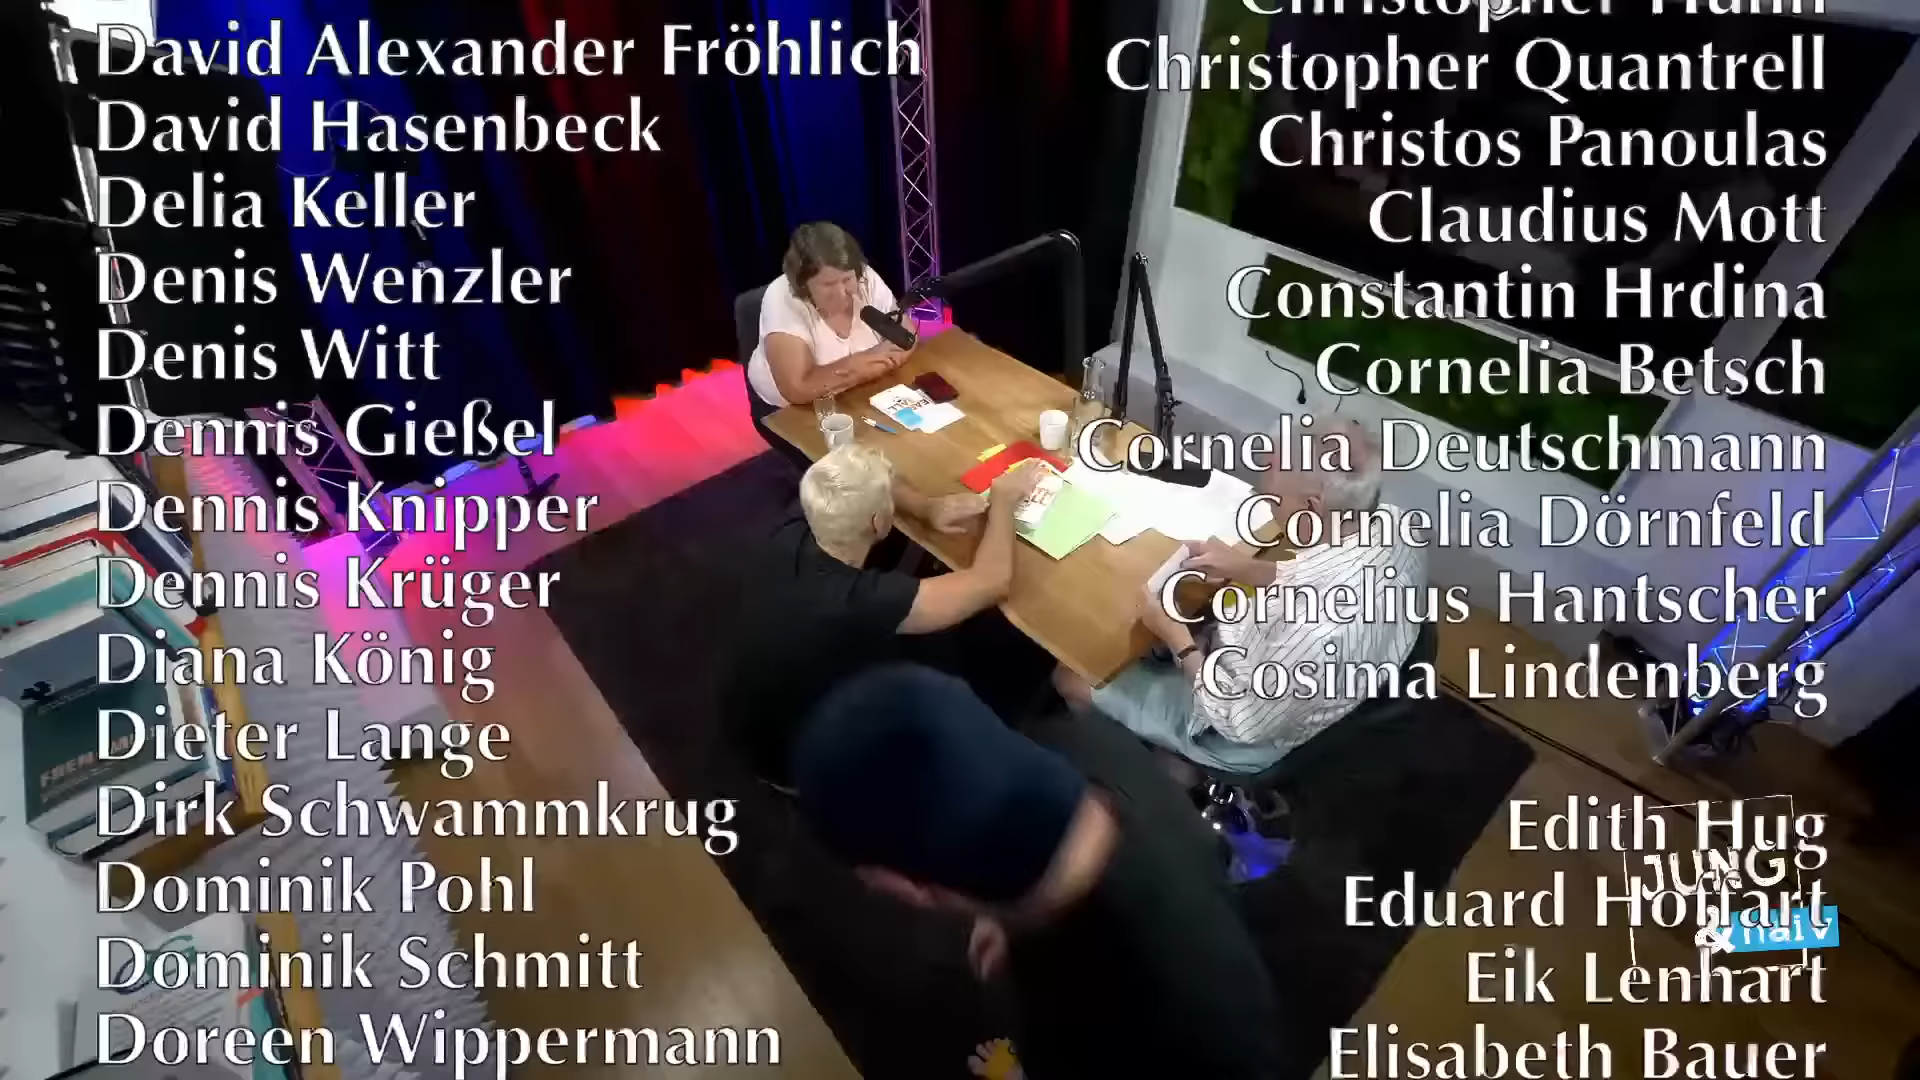 David Alexander Fröhlich
David Hasenbeck
Delia Keller
Denis Wenzler
Denis Witt
Dennis Gießel
Dennis Knipper
Dennis Krüger
Diana König
Dieter Lange
Dirk Schwammkrug
Dominik Pohl
Dominik Schmitt
Doreen Wippermann
Christopher Quantrell
Christos Panoulas
Claudius Mott
Constantin Hrdina
Cornelia Betsch
Cornelia Deutschmann
Cornelia Dörnfeld
Cornelius Hantscher
Cosima Lindenberg
Edith Hug
Eduard Hoffart
Eik Lenhart
Elisabeth Bauer
JUNG
& naiv